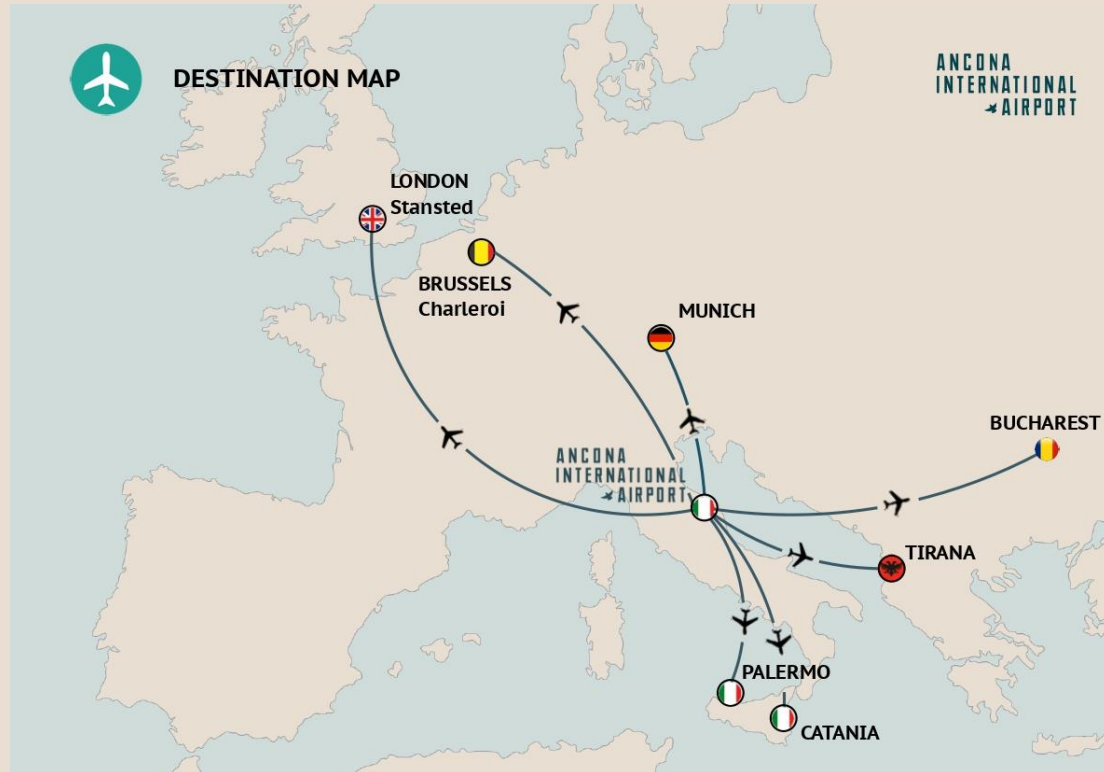 DESTINATION MAP
ANCONA
INTERNATIONAL
AIRPORT
LONDON
Stansted
BRUSSELS
Charleroi
MUNICH
BUCHAREST
ANCONA
INTERNATIONAL
AIRPORT
TIRANA
PALERMO
CATANIA